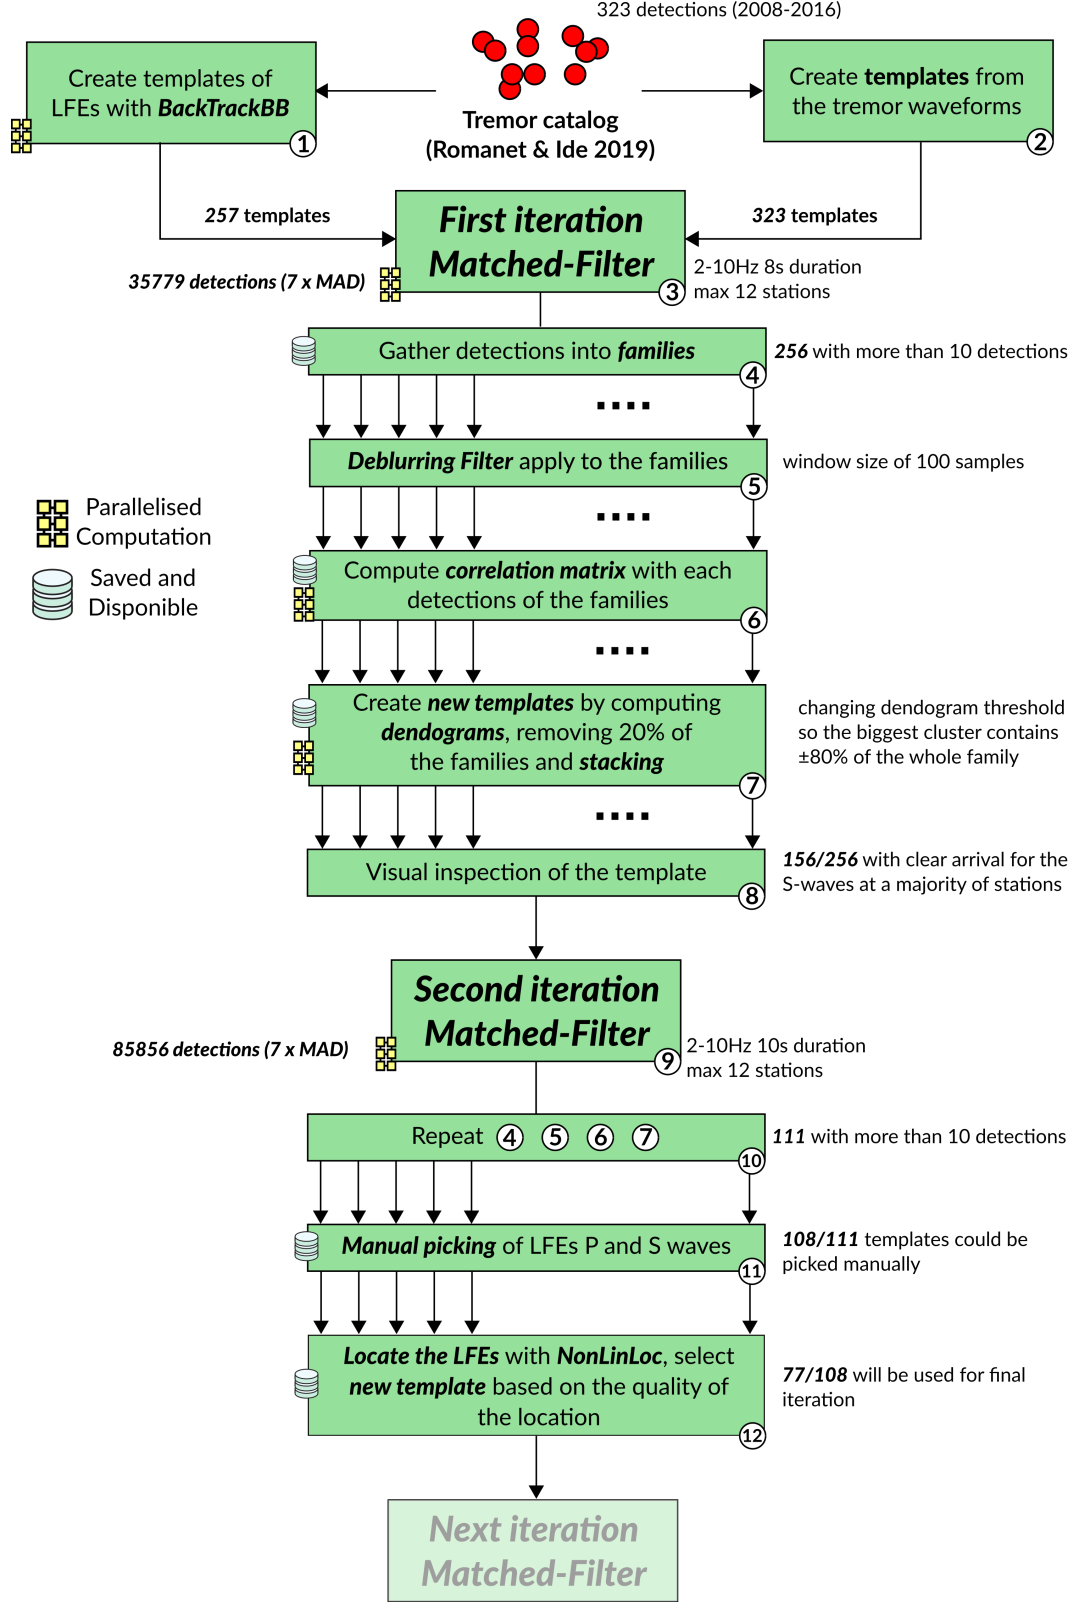 323 detections (2008-2016)
Create templates of
LFEs with BackTrackBB
1
Tremor catalog
(Romanet & Ide 2019)
Create templates from
the tremor waveforms
2
257 templates
323 templates
First iteration
Matched-Filter
3
35779 detections (7 x MAD)
2-10Hz 8s duration
max 12 stations
Gather detections into families
4
256 with more than 10 detections
....
Deblurring Filter apply to the families
5
window size of 100 samples
....
Parallelised
Computation
Saved and
Disponible
Compute correlation matrix with each
detections of the families
6
....
Create new templates by computing
dendograms, removing 20% of
the families and stacking
7
changing dendogram threshold
so the biggest cluster contains
±80% of the whole family
....
Visual inspection of the template
8
156/256 with clear arrival for the
S-waves at a majority of stations
Second iteration
Matched-Filter
9
85856 detections (7 x MAD)
2-10Hz 10s duration
max 12 stations
Repeat 4 5 6 7
10
111 with more than 10 detections
Manual picking of LFEs P and S waves
11
108/111 templates could be
picked manually
Locate the LFEs with NonLinLoc, select
new template based on the quality of
the location
12
77/108 will be used for final
iteration
Next iteration
Matched-Filter